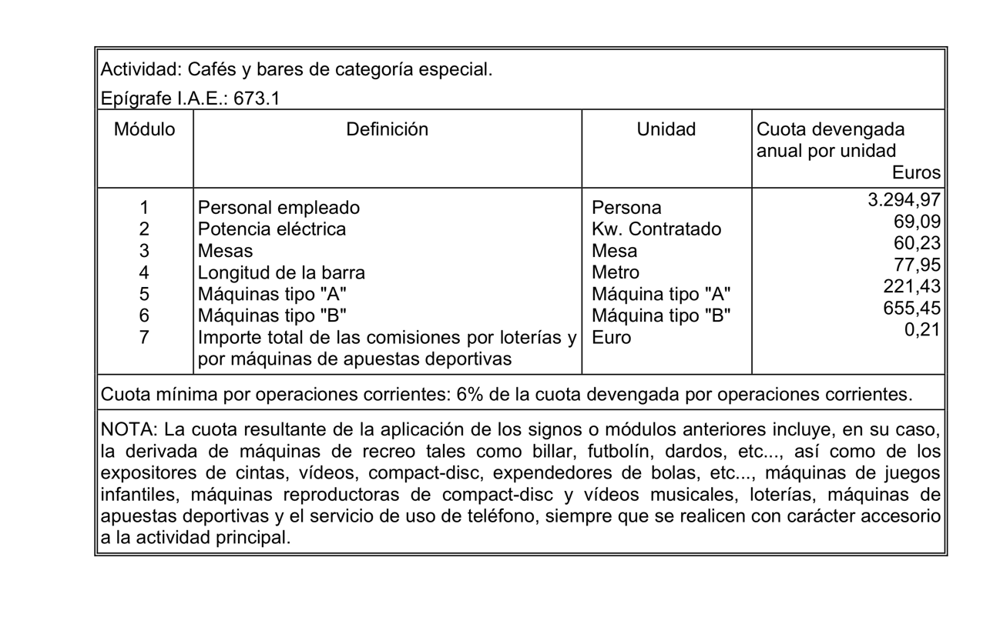 Actividad: Cafés y bares de categoría especial.
Epígrafe I.A.E.: 673.1
Módulo Definición Unidad Cuota devengada
anual por unidad
Euros
1 Personal empleado Persona 3.294,97
2 Potencia eléctrica Kw. Contratado 69,09
3 Mesas Mesa 60,23
4 Longitud de la barra Metro 77,95
5 Máquinas tipo "A" Máquina tipo "A" 221,43
6 Máquinas tipo "B" Máquina tipo "B" 655,45
7 Importe total de las comisiones por loterías y Euro 0,21
por máquinas de apuestas deportivas
Cuota mínima por operaciones corrientes: 6% de la cuota devengada por operaciones corrientes.
NOTA: La cuota resultante de la aplicación de los signos o módulos anteriores incluye, en su caso,
la derivada de máquinas de recreo tales como billar, futbolín, dardos, etc..., así como de los
expositores de cintas, vídeos, compact-disc, expendedores de bolas, etc..., máquinas de juegos
infantiles, máquinas reproductoras de compact-disc y vídeos musicales, loterías, máquinas de
apuestas deportivas y el servicio de uso de teléfono, siempre que se realicen con carácter accesorio
a la actividad principal.